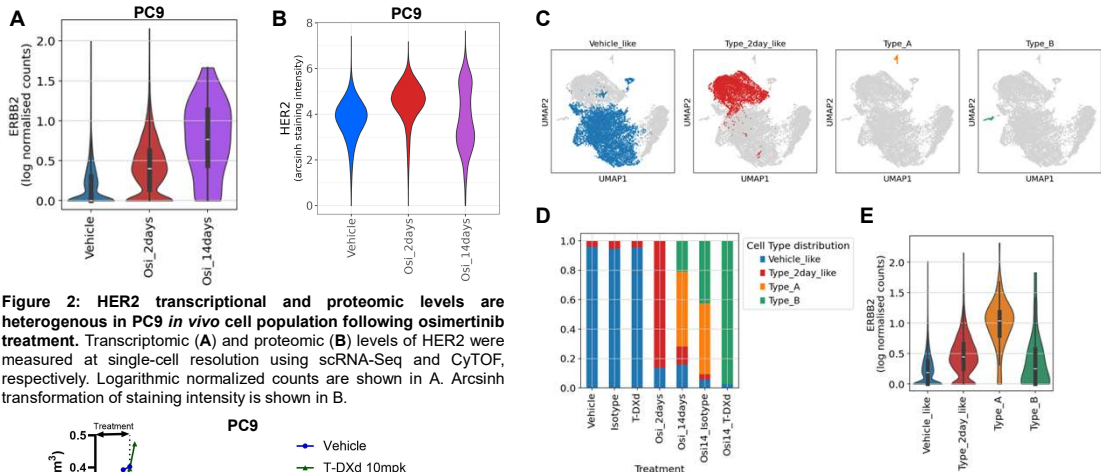 A
PC9
ERBB2
(log normalised counts)
2.0
1.5
1.0
0.5
0.0
Vehicle
Osi_2days
Osi_14days
B
PC9
HER2
(arcsinh staining intensity)
8
6
4
2
0
Vehicle
Osi_2days
Osi_14days
Figure 2: HER2 transcriptional and proteomic levels are
heterogenous in PC9 in vivo cell population following osimertinib
treatment. Transcriptomic (A) and proteomic (B) levels of HER2 were
measured at single-cell resolution using scRNA-Seq and CyTOF,
respectively. Logarithmic normalized counts are shown in A. Arcsinh
transformation of staining intensity is shown in B.
PC9
Treatment
0.5
0.4
m³)
Vehicle
T-DXd 10mpk
C
Vehicle_like
UMAP2
UMAP1
Type_2day_like
UMAP2
UMAP1
Type_A
UMAP2
UMAP1
Type_B
UMAP2
UMAP1
D
1.0
0.8
0.6
0.4
0.2
0.0
Vehicle
Isotype
T-DXd
Osi_2days
Osi_14days
Osi14_Isotype
Osi14_T-DXd
Treatment
Cell Type distribution
Vehicle_like
Type_2day_like
Type_A
Type_B
E
ERBB2
(log normalised counts)
2.0
1.5
1.0
0.5
0.0
Vehicle_like
Type_2day_like
Type_A
Type_B